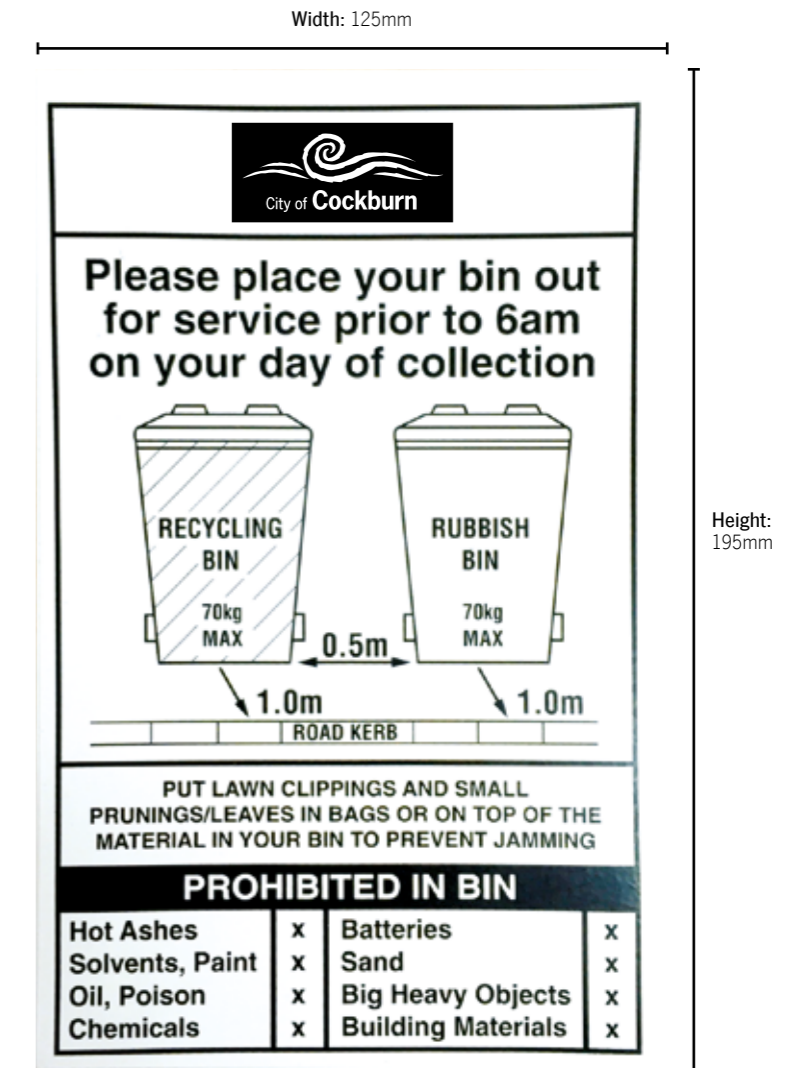 Width: 125mm
City of Cockburn
Please place your bin out
for service prior to 6am
on your day of collection
RECYCLING
BIN
70kg
MAX
RUBBISH
BIN
70kg
MAX
0.5m
1.0m
1.0m
ROAD KERB
Height:
195mm
PUT LAWN CLIPPINGS AND SMALL
PRUNINGS/LEAVES IN BAGS OR ON TOP OF THE
MATERIAL IN YOUR BIN TO PREVENT JAMMING
PROHIBITED IN BIN
Hot Ashes x Batteries x
Solvents, Paint x Sand x
Oil, Poison x Big Heavy Objects x
Chemicals x Building Materials x